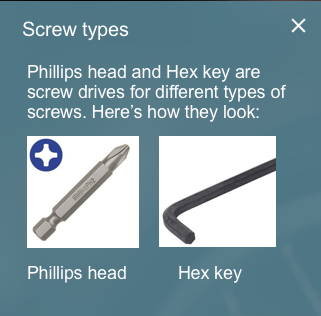 Screw types
Phillips head and Hex key are
screw drives for different types of
screws. Here's how they look:
Phillips head
Hex key